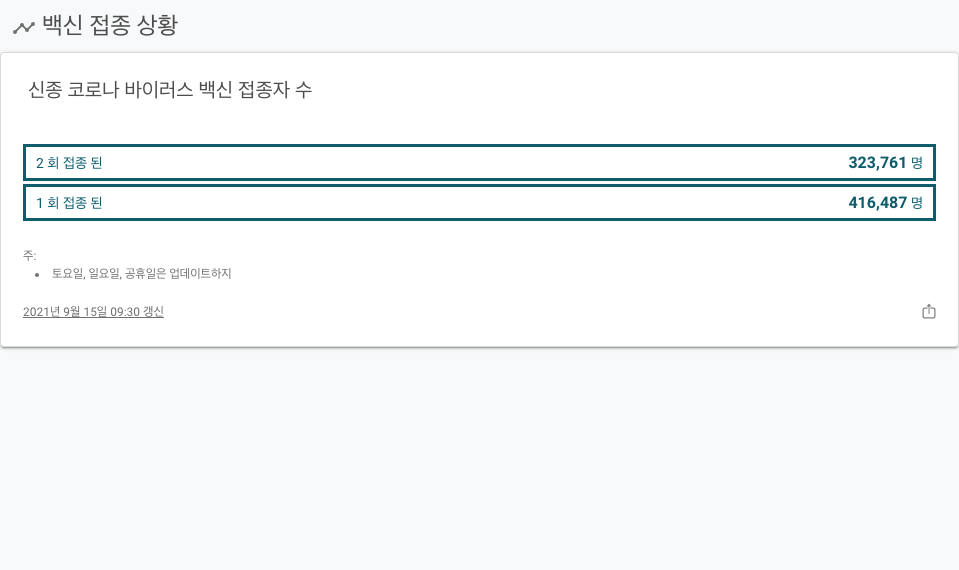 백신 접종 상황
신종 코로나 바이러스 백신 접종자 수
2 회 접종 된 323,761 명
1 회 접종 된 416,487 명
주:
• 토요일, 일요일, 공휴일은 업데이트하지
2021년 9월 15일 09:30 갱신